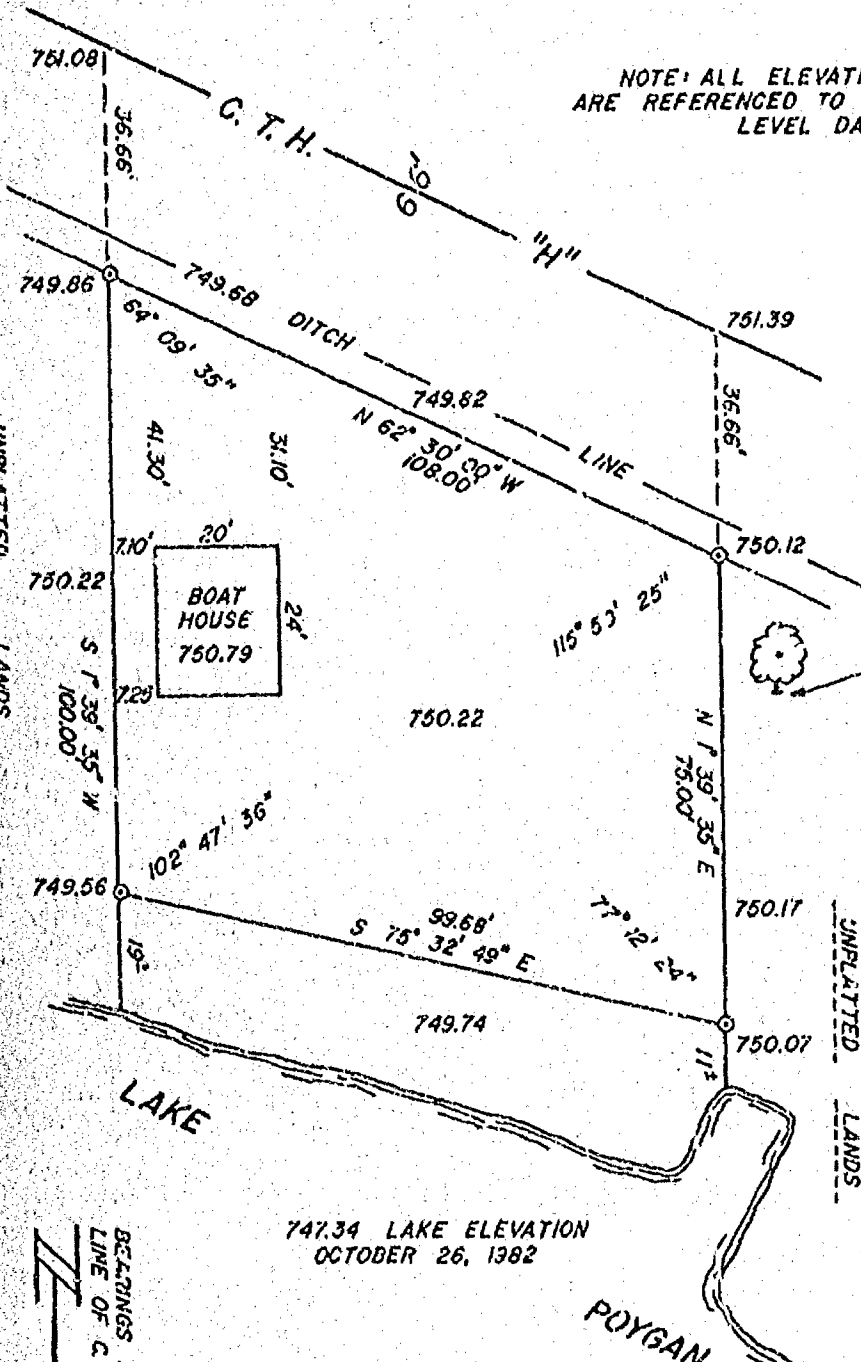 751.08
NOTE: ALL ELEVATI
ARE REFERENCED TO
LEVEL DA
36.66'
C. T. H.
66'
"H"
749.86
749.68
DITCH
751.39
64° 09' 35"
749.82
LINE
36.66'
N 62° 30' 00" W
108.00'
41.30'
31.10'
750.12
7.10'
20'
750.22
BOAT
HOUSE
750.79
24'
115° 53' 25"
7.25
750.22
S 1° 39' 35" W
100.00'
LANDS
N 1° 39' 35" E
75.00'
102° 47' 36"
749.56
99.68'
S 75° 32' 49" E
77° 12' 24"
750.17
UNPLATTED
LANDS
19±
749.74
750.07
11±
LAKE
747.34 LAKE ELEVATION
OCTOBER 26, 1982
BEARINGS
LINE OF C.
POYGAN